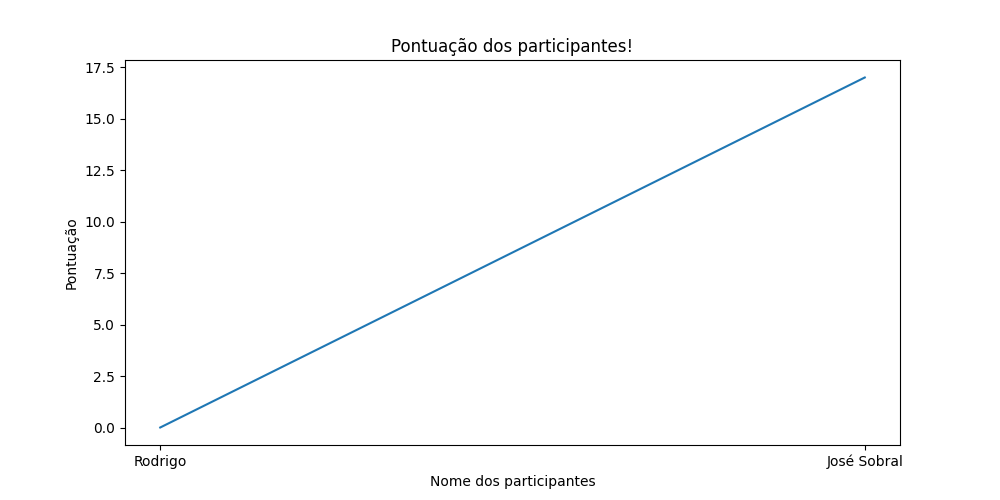 Pontuação dos participantes!
Pontuação
17.5
15.0
12.5
10.0
7.5
5.0
2.5
0.0
Rodrigo
José Sobral
Nome dos participantes